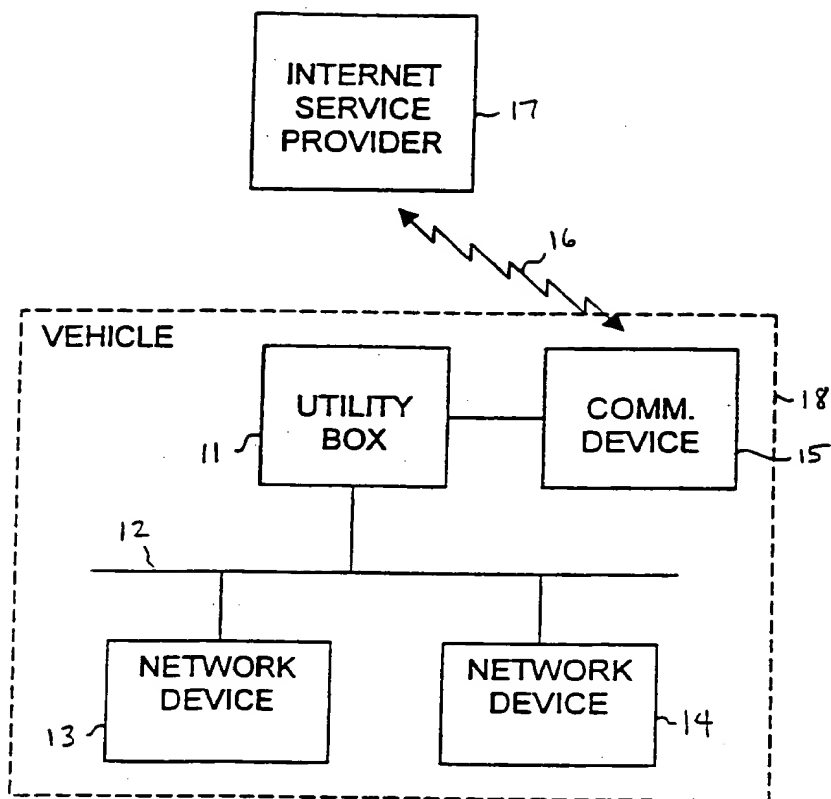 INTERNET
SERVICE
PROVIDER
17
16
VEHICLE
UTILITY
BOX
11
COMM.
DEVICE
15
18
12
NETWORK
DEVICE
13
NETWORK
DEVICE
14